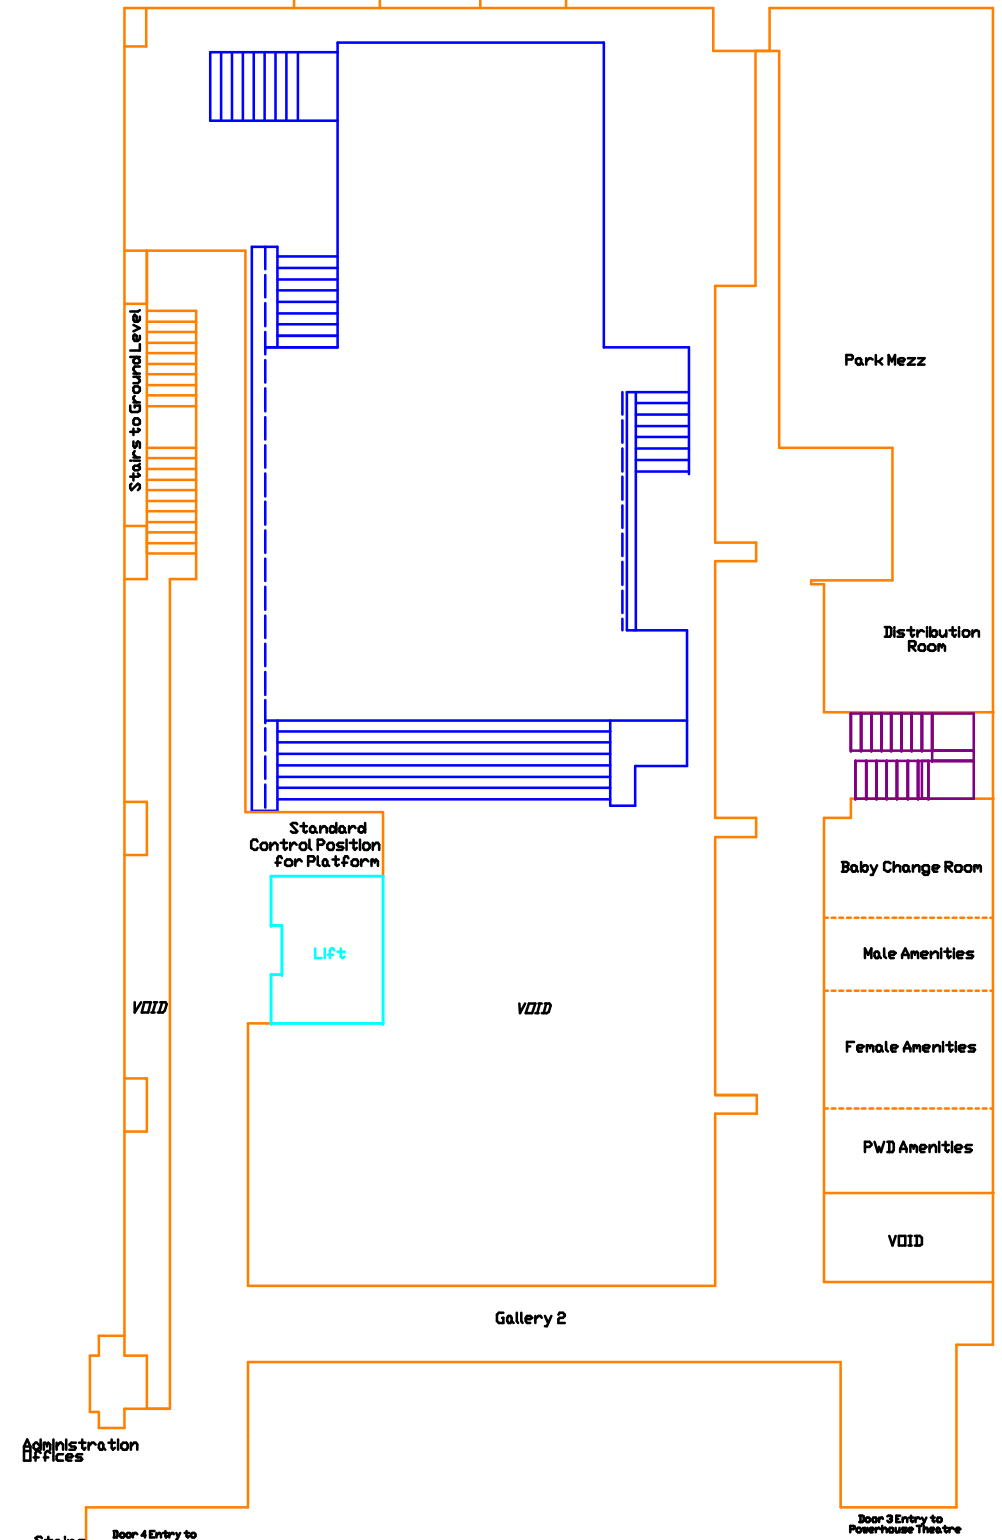 Stairs to Ground Level
Park Mezz
Distribution
Room
Standard
Control Position
for Platform
Baby Change Room
Lift
Male Amenities
VOID
VOID
Female Amenities
PWD Amenities
VOID
Gallery 2
Administration
Offices
Door 3 Entry to
Powerhouse Theatre
Door 4 Entry to
Stairs